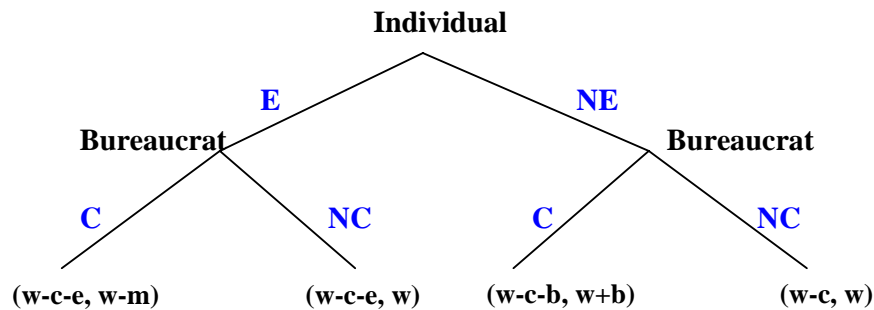 Individual
E NE
Bureaucrat Bureaucrat
C NC C NC
(w-c-e, w-m) (w-c-e, w) (w-c-b, w+b) (w-c, w)